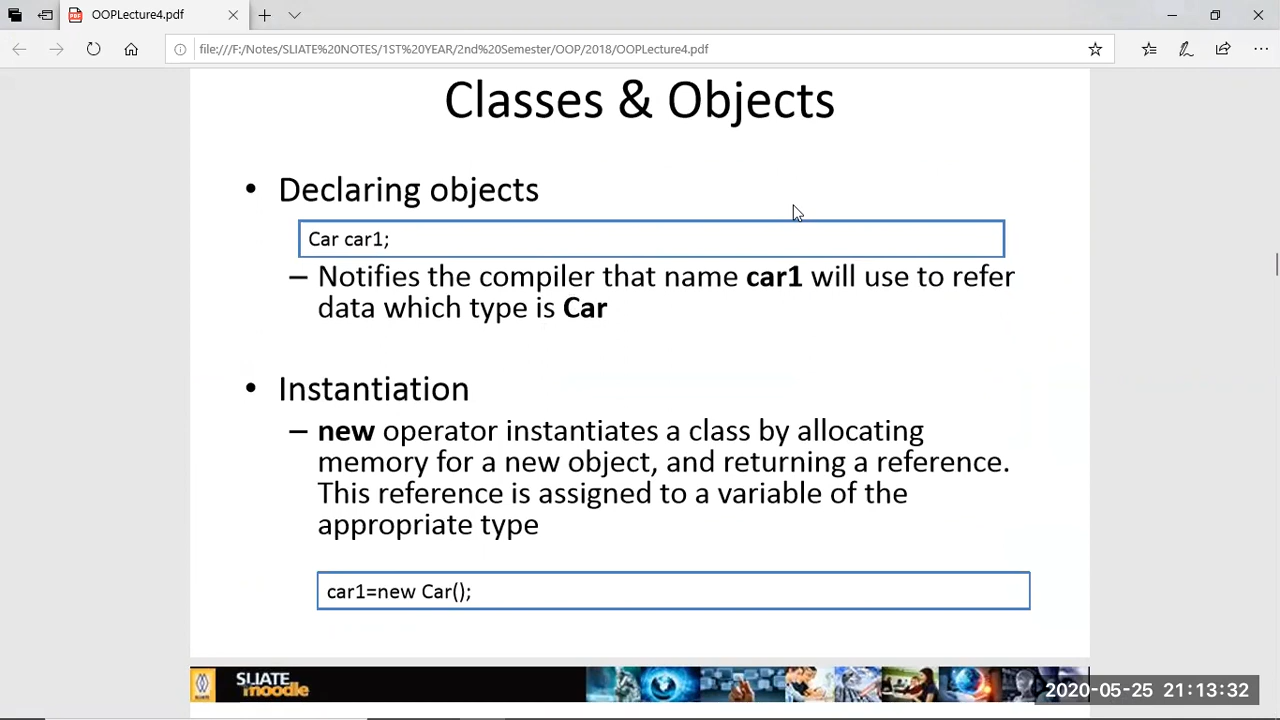 OOPLecture4.pdf
file:///F:/Notes/SLIATE%20NOTES/1ST%20YEAR/2nd%20Semester/OOP/2018/OOPLecture4.pdf
Classes & Objects
• Declaring objects
Car car1;
– Notifies the compiler that name car1 will use to refer
data which type is Car
• Instantiation
– new operator instantiates a class by allocating
memory for a new object, and returning a reference.
This reference is assigned to a variable of the
appropriate type
car1=new Car();
SLIATE
moodle
2020-05-25 21:13:32